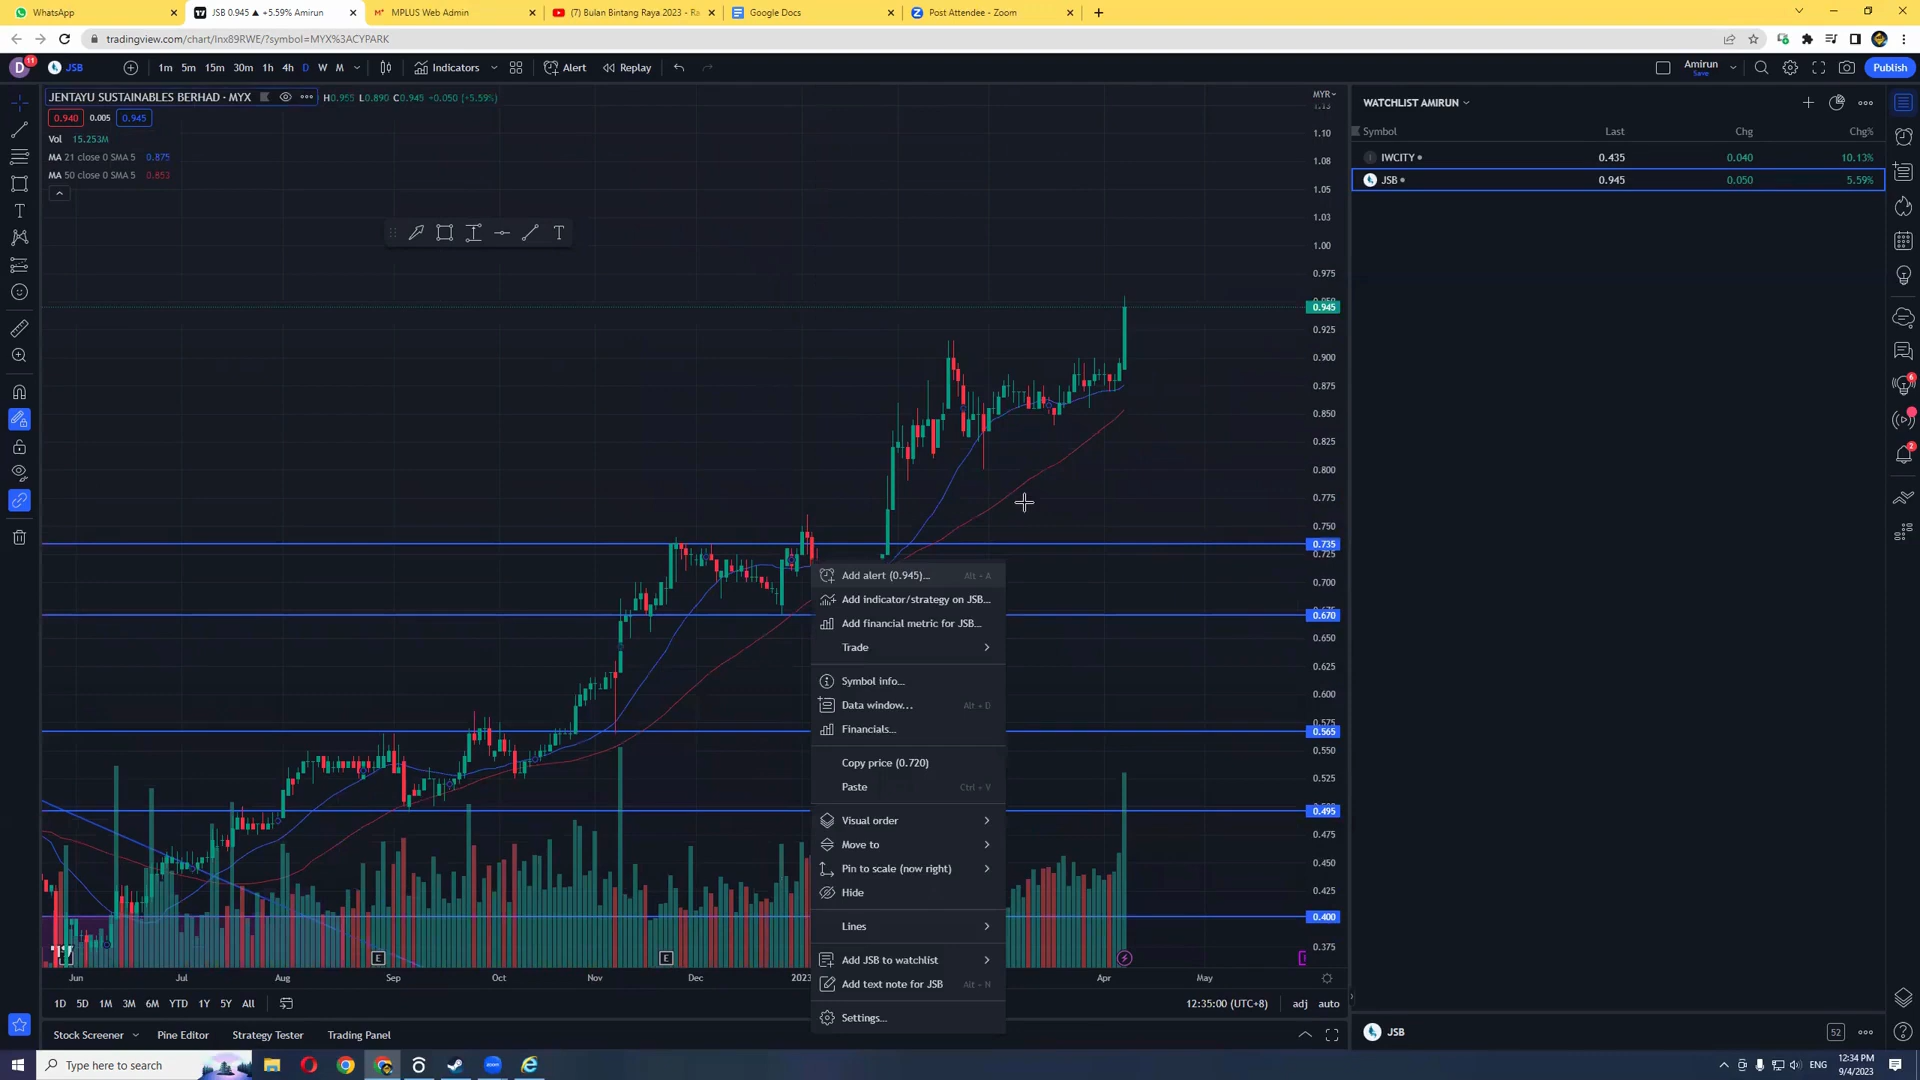 WhatsApp
JSB 0.945 ▲ +5.59% Amirun
MPLUS Web Admin
(7) Bulan Bintang Raya 2023 - Ra
Google Docs
Post Attendee - Zoom
tradingview.com/chart/lnx89RWE/?symbol=MYX%3ACYPARK
D
11
JSB
1m 5m 15m 30m 1h 4h D W M
Indicators
Alert
Replay
Amirun
Save
Publish
JENTAYU SUSTAINABLES BERHAD · MYX
H0.955 L0.890 C0.945 +0.050 (+5.59%)
0.940 0.005 0.945
Vol 15.253M
MA 21 close 0 SMA 5 0.875
MA 50 close 0 SMA 5 0.853
MYR
1.13
1.10
1.08
1.05
1.03
1.00
0.975
0.945
0.925
0.900
0.875
0.850
0.825
0.800
0.775
0.750
0.735
0.725
0.700
0.670
0.650
0.625
0.600
0.575
0.565
0.550
0.525
0.495
0.475
0.450
0.425
0.400
0.375
WATCHLIST AMIRUN
Symbol Last Chg Chg%
IWCITY 0.435 0.040 10.13%
JSB 0.945 0.050 5.59%
6
2
Add alert (0.945)... Alt + A
Add indicator/strategy on JSB...
Add financial metric for JSB...
Trade
Symbol info...
Data window... Alt + D
Financials...
Copy price (0.720)
Paste Ctrl + V
Visual order
Move to
Pin to scale (now right)
Hide
Lines
Add JSB to watchlist
Add text note for JSB Alt + N
Settings...
E
E
Jun Jul Aug Sep Oct Nov Dec 2023 Apr May
1D 5D 1M 3M 6M YTD 1Y 5Y All
12:35:00 (UTC+8)
adj
auto
Stock Screener
Pine Editor
Strategy Tester
Trading Panel
JSB
52
Type here to search
zoom
ENG
12:34 PM
9/4/2023